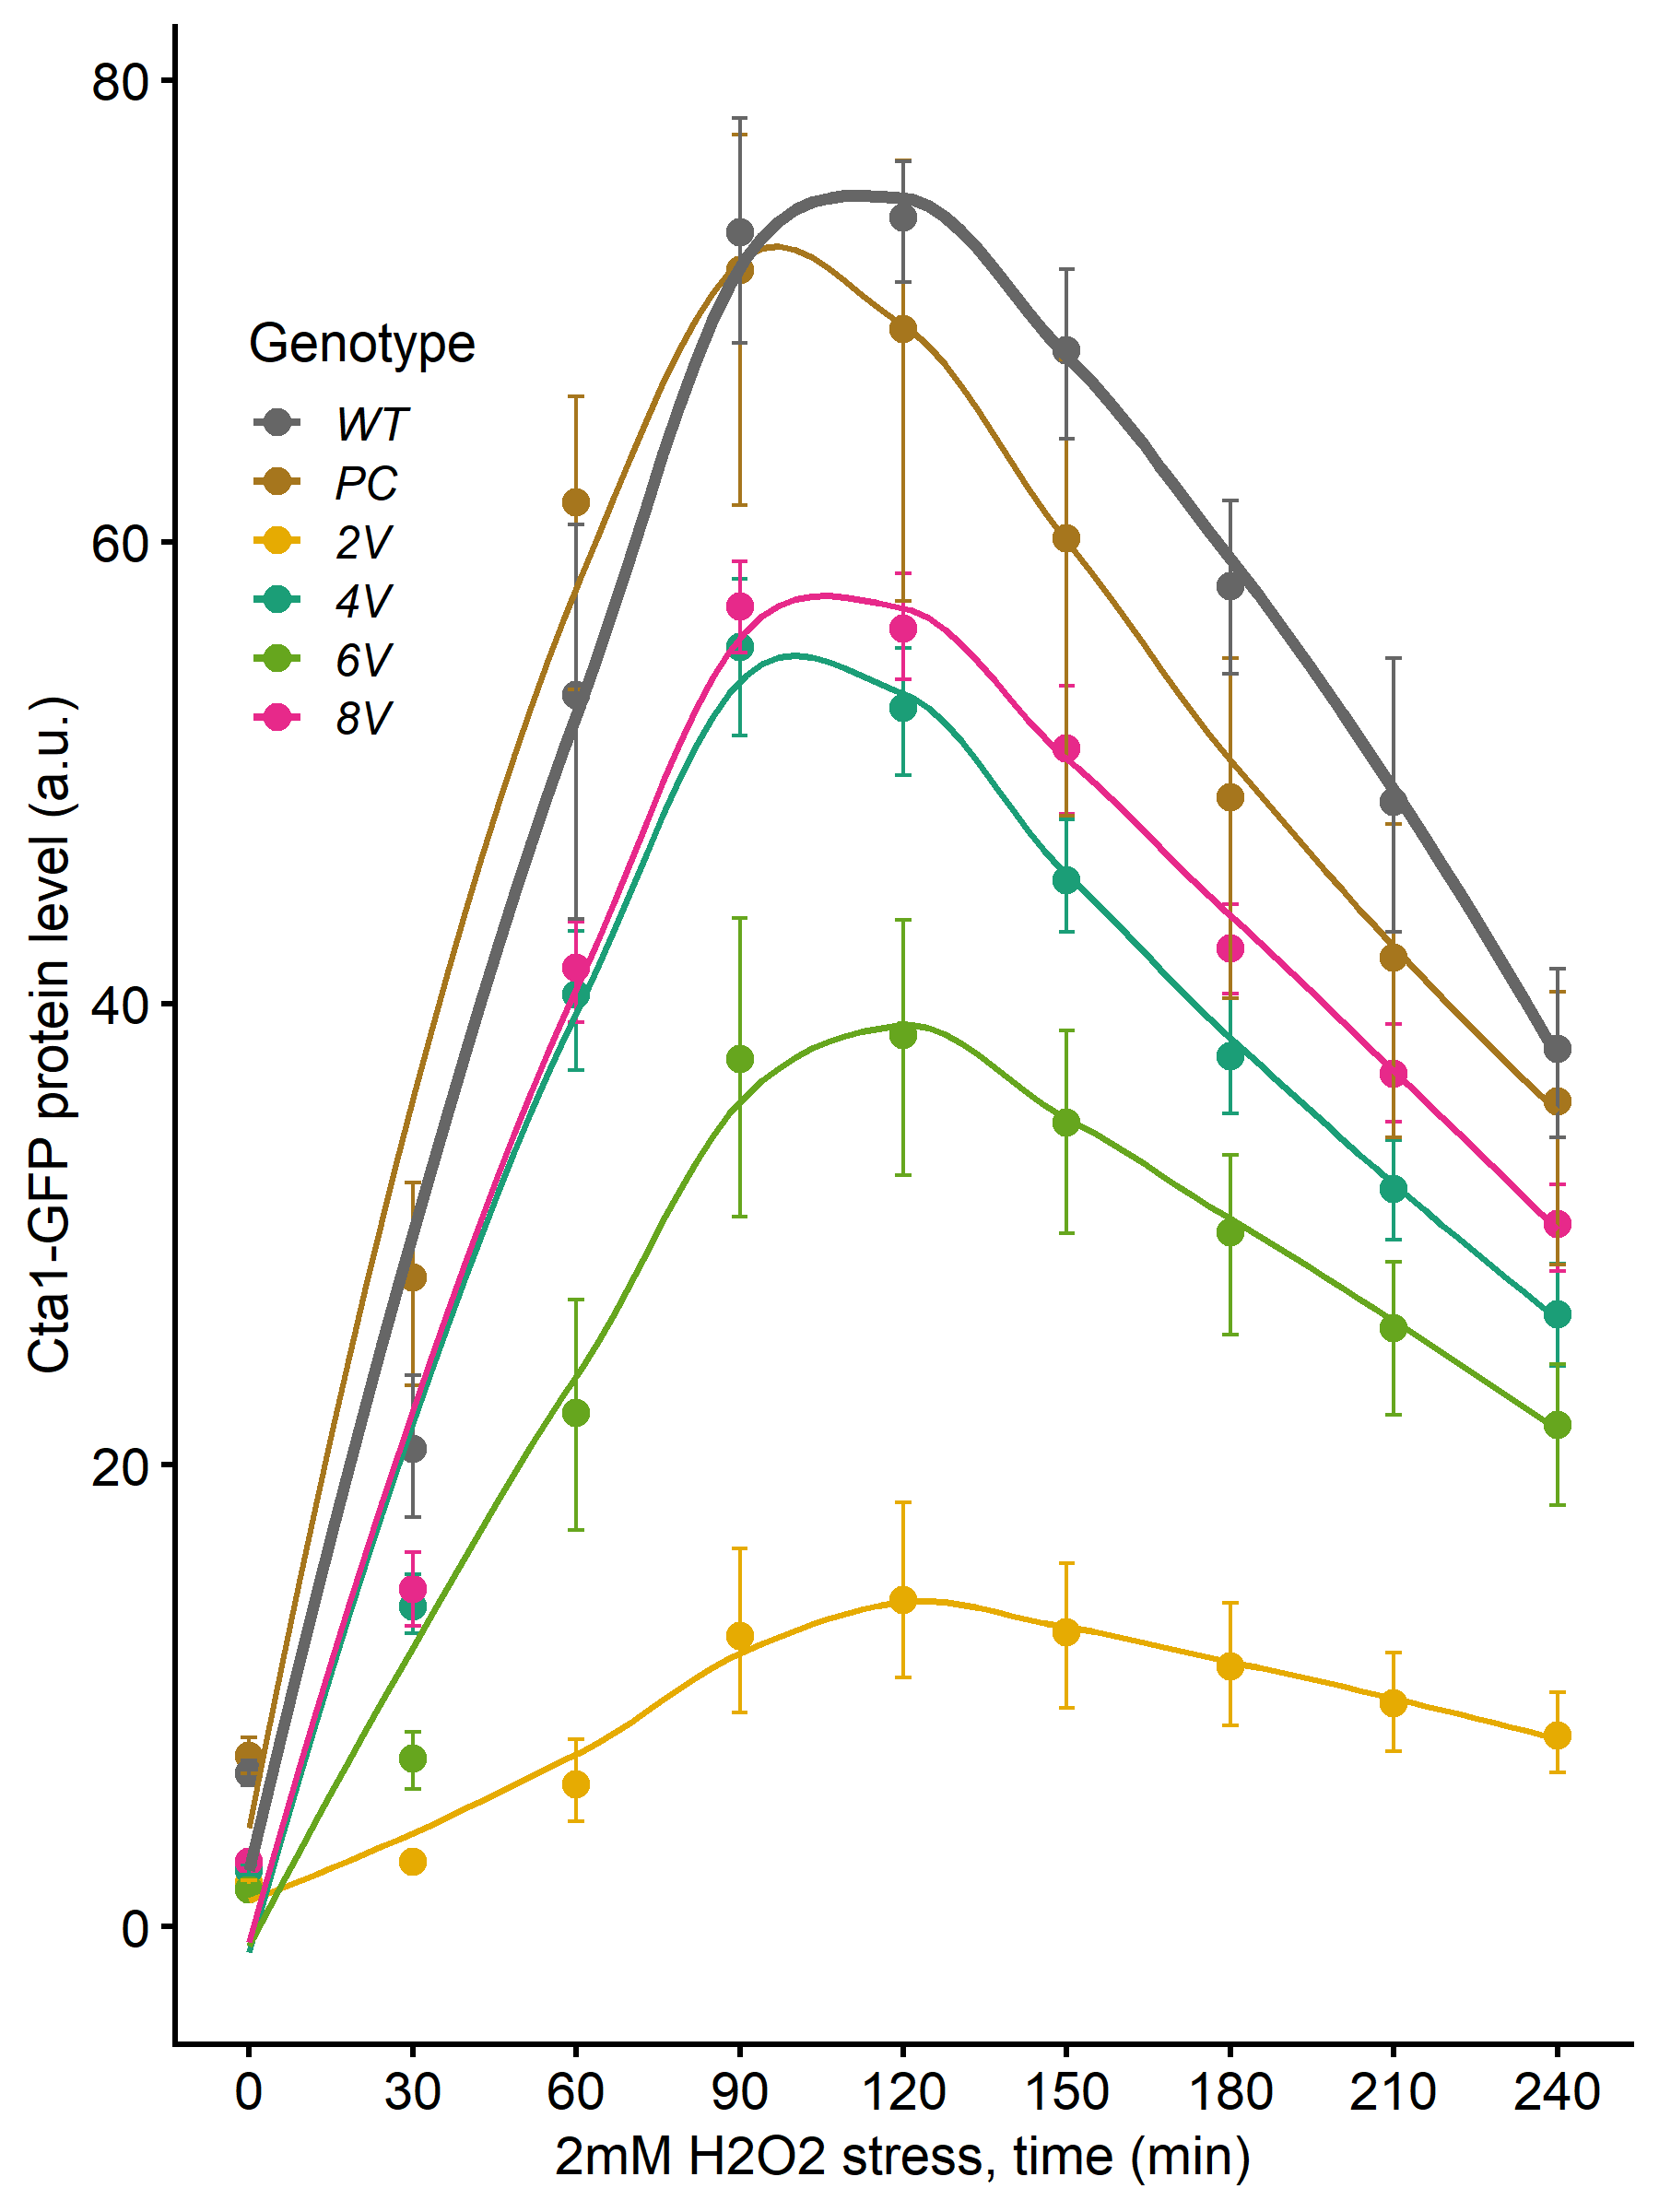 80
60
40
20
0
Cta1-GFP protein level (a.u.)
Genotype
WT
PC
2V
4V
6V
8V
0 30 60 90 120 150 180 210 240
2mM H2O2 stress, time (min)